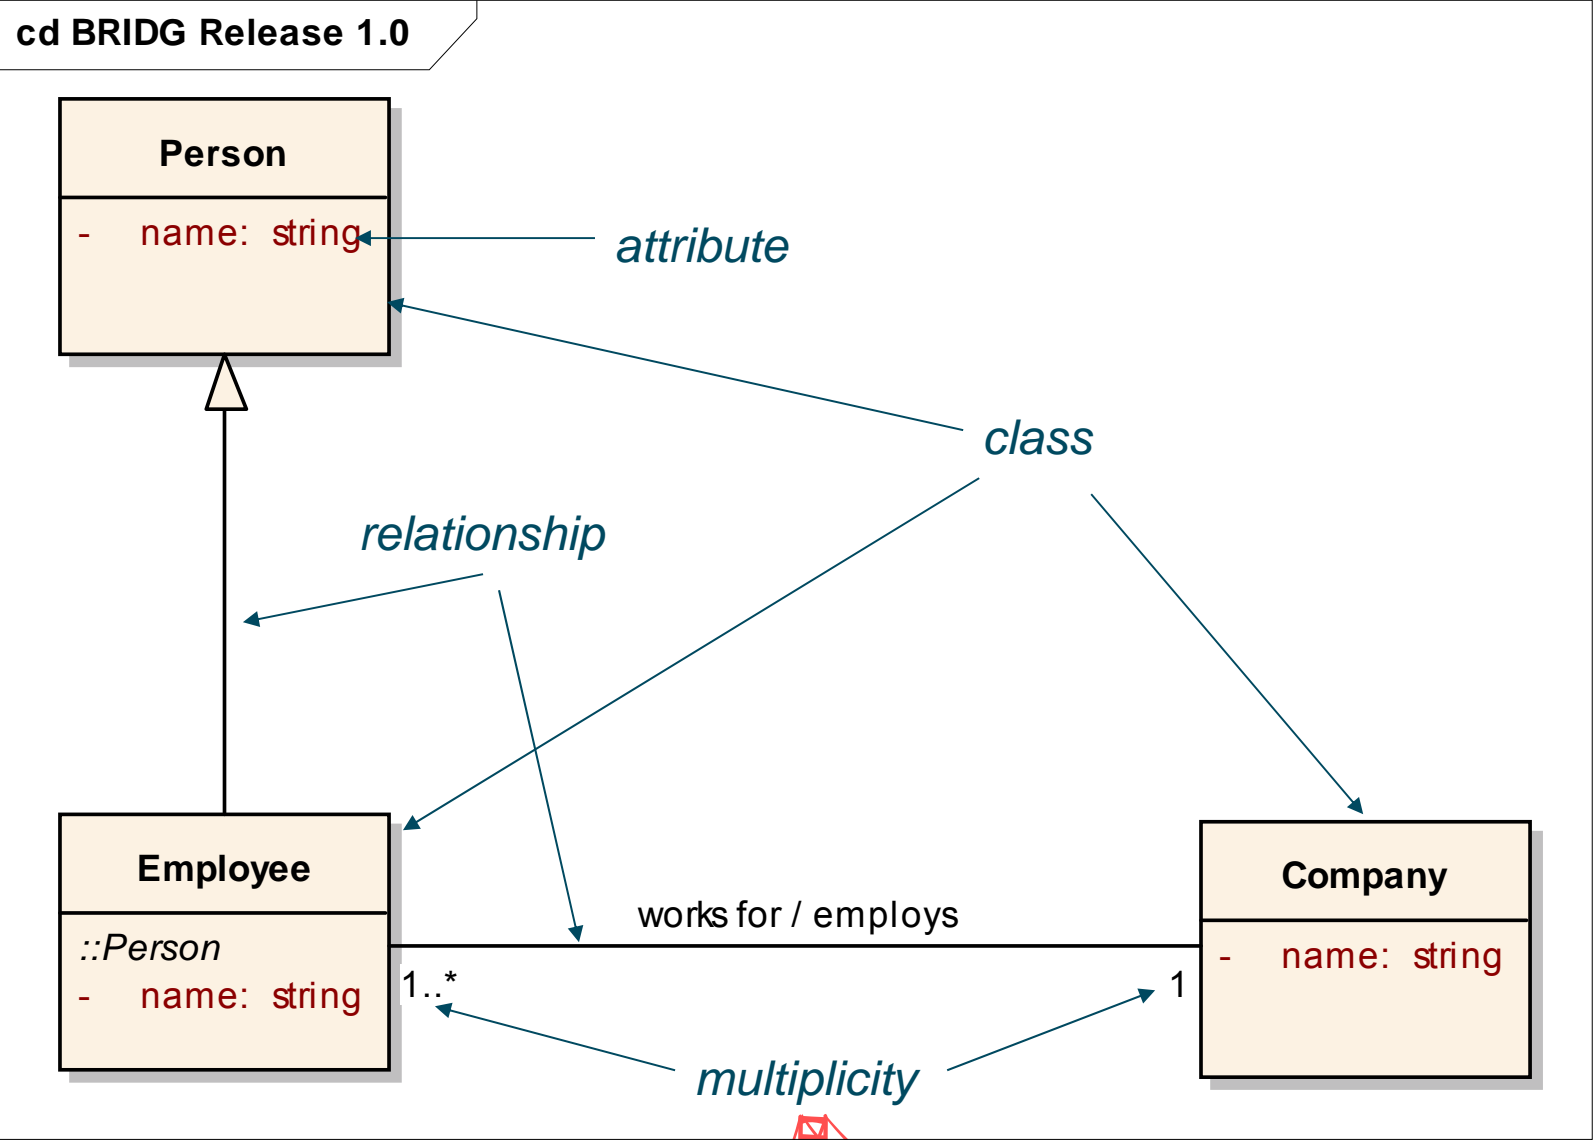 cd BRIDG Release 1.0
Person
- name: string
attribute
class
relationship
Employee
::Person
- name: string
works for / employs
1..*
1
Company
- name: string
multiplicity